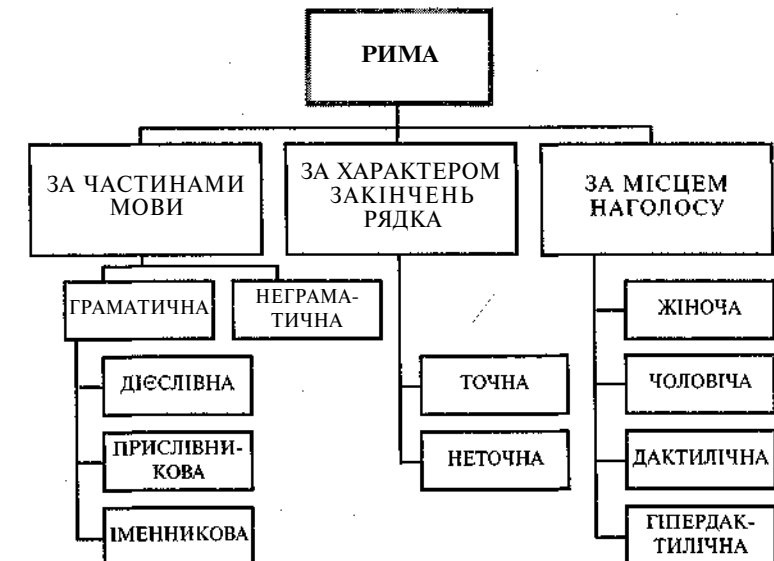 РИМА
ЗА ЧАСТИНАМИ
МОВИ
ЗА ХАРАКТЕРОМ
ЗАКІНЧЕНЬ
РЯДКА
ЗА МІСЦЕМ
НАГОЛОСУ
ГРАМАТИЧНА
НЕГРАМА-
ТИЧНА
ДІЄСЛІВНА
ПРИСЛІВНИ-
КОВА
ІМЕННИКОВА
ТОЧНА
НЕТОЧНА
ЖІНОЧА
ЧОЛОВІЧА
ДАКТИЛІЧНА
ГІПЕРДАК-
ТИЛІЧНА